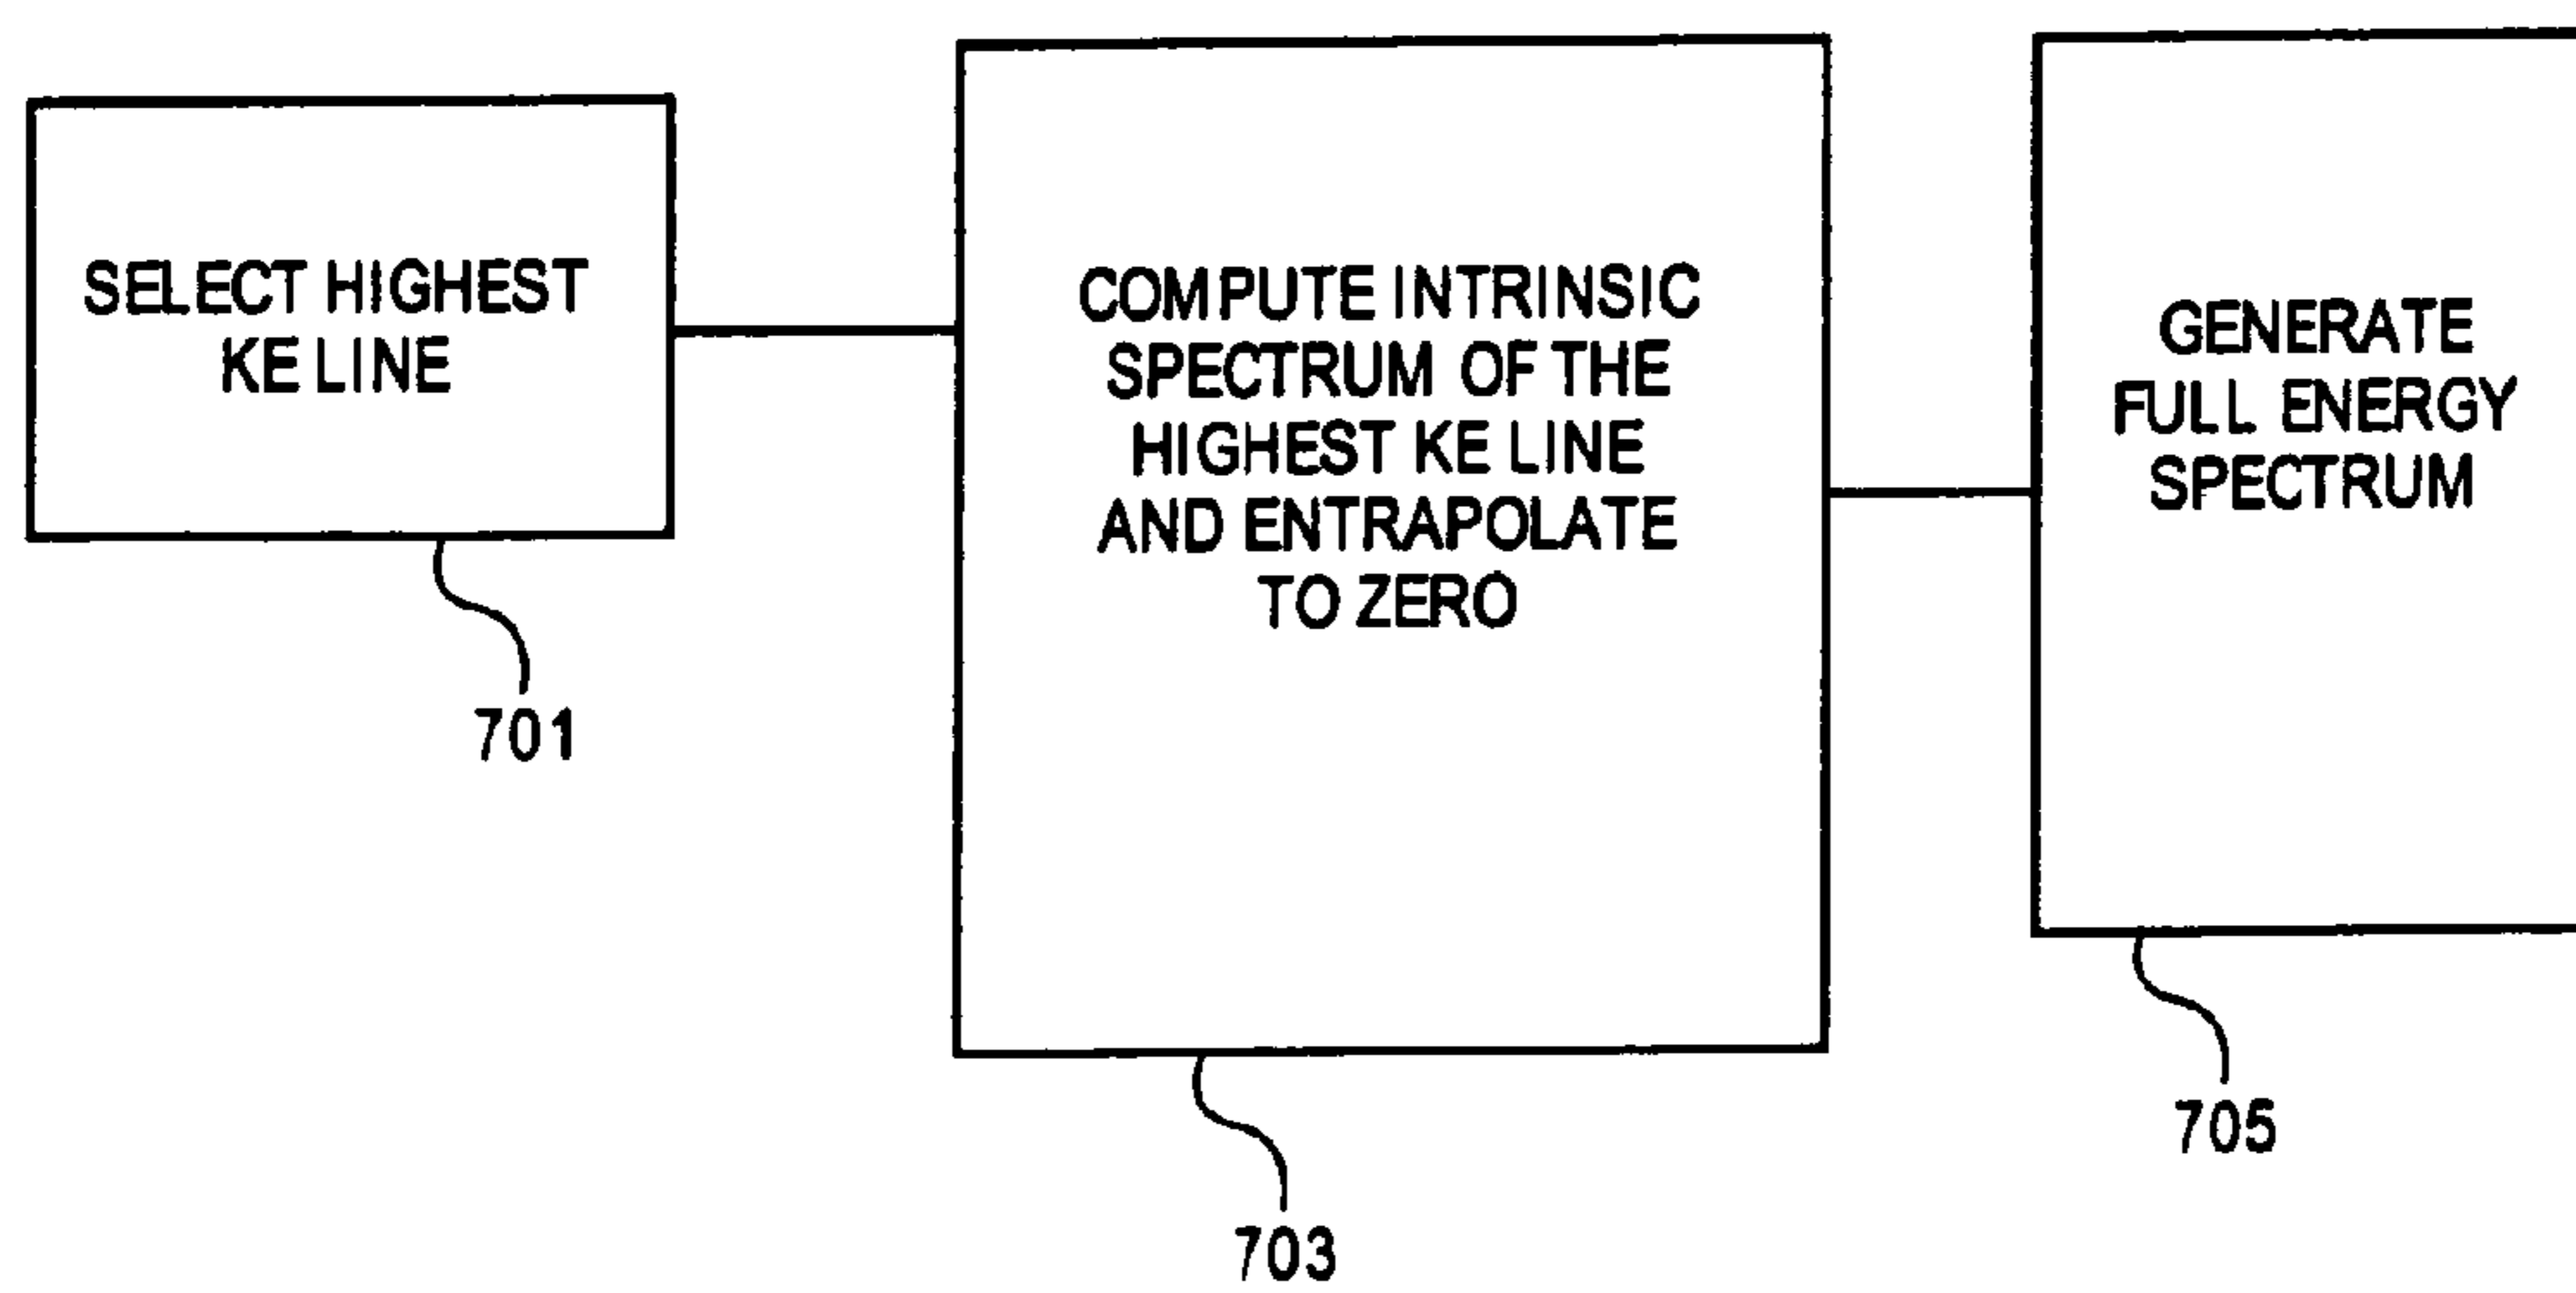 SELECT HIGHEST
KE LINE
701
COMPUTE INTRINSIC
SPECTRUM OF THE
HIGHEST KE LINE
AND ENTRAPOLATE
TO ZERO
703
GENERATE
FULL ENERGY
SPECTRUM
705